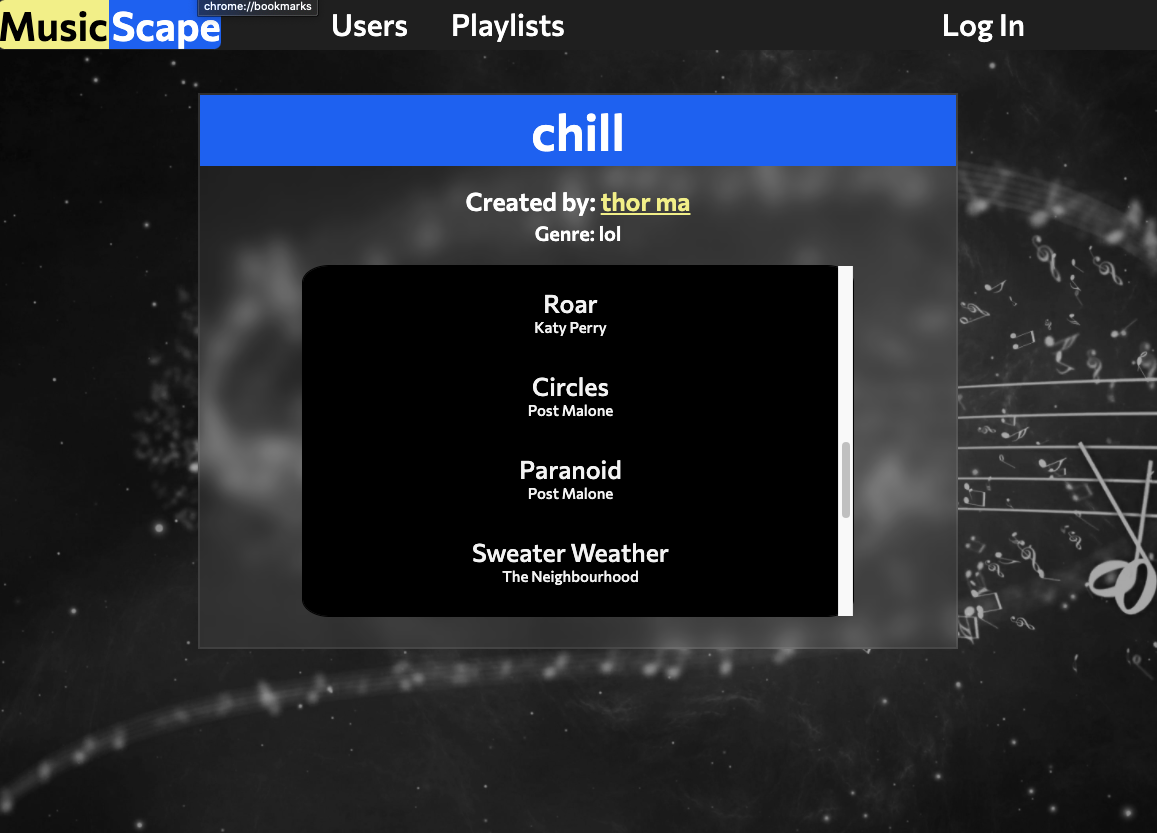 chrome://bookmarks
MusicScape Users Playlists Log In
chill
Created by: thor ma
Genre: lol
Roar
Katy Perry
Circles
Post Malone
Paranoid
Post Malone
Sweater Weather
The Neighbourhood